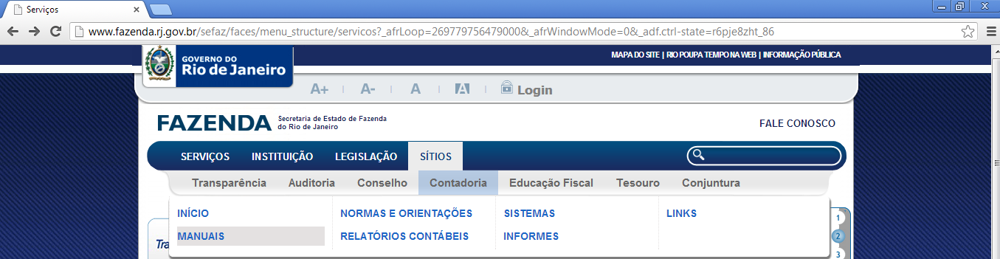 Serviços
www.fazenda.rj.gov.br/sefaz/faces/menu_structure/servicos?_afrLoop=269779756479000&_afrWindowMode=0&_adf.ctrl-state=r6pje8zht_86
MAPA DO SITE | RIO POUPA TEMPO NA WEB | INFORMAÇÃO PÚBLICA
GOVERNO DO
Rio de Janeiro
A+ | A- | A | A | Login
FAZENDA Secretaria de Estado de Fazenda
do Rio de Janeiro
FALE CONOSCO
SERVIÇOS INSTITUIÇÃO LEGISLAÇÃO SÍTIOS
Transparência Auditoria Conselho Contadoria Educação Fiscal Tesouro Conjuntura
INÍCIO NORMAS E ORIENTAÇÕES SISTEMAS LINKS
MANUAIS RELATÓRIOS CONTÁBEIS INFORMES
1
2
Tra
3